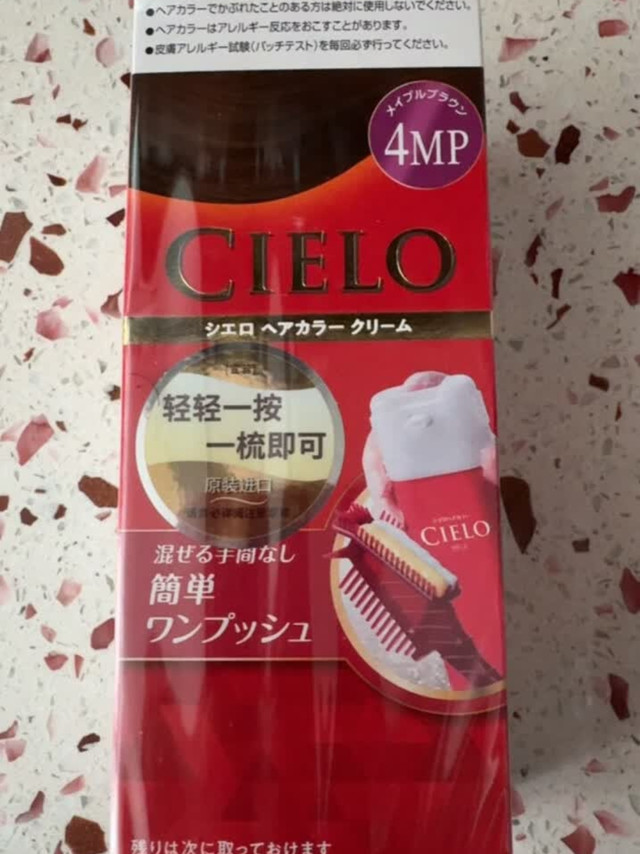 ●ヘアカラーでかぶれたことのある方は絶対に使用しないでください。
●ヘアカラーはアレルギー反応をおこすことがあります。
●皮膚アレルギー試験(パッチテスト)を毎回必ず行ってください。
メイプルブラウン
4MP
CIELO
シエロ ヘアカラー クリーム
轻轻一按
一梳即可
原装进口
CIELO
混ぜる手間なし
簡単
ワンプッシュ
残りは次に取っておけます